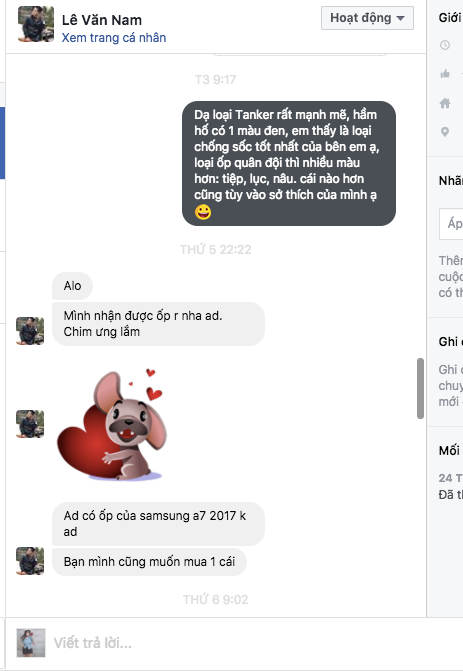 Lê Văn Nam
Xem trang cá nhân
Hoạt động
Giới
T3 9:17
Dạ loại Tanker rất mạnh mẽ, hầm
hố có 1 màu đen, em thấy là loại
chống sốc tốt nhất của bên em ạ,
loại ốp quân đội thì nhiều màu
hơn: tiệp, lục, nâu. cái nào hơn
cũng tùy vào sở thích của mình ạ
THỨ 5 22:22
Alo
Mình nhận được ốp r nha ad.
Chim ưng lắm
Ad có ốp của samsung a7 2017 k
ad
Bạn mình cũng muốn mua 1 cái
THỨ 6 9:02
Viết trả lời...
Nhãn
Áp
Thêm
cuộc
có th
Ghi c
Ghi c
chuy
mới
Mối
24 T
Đã th